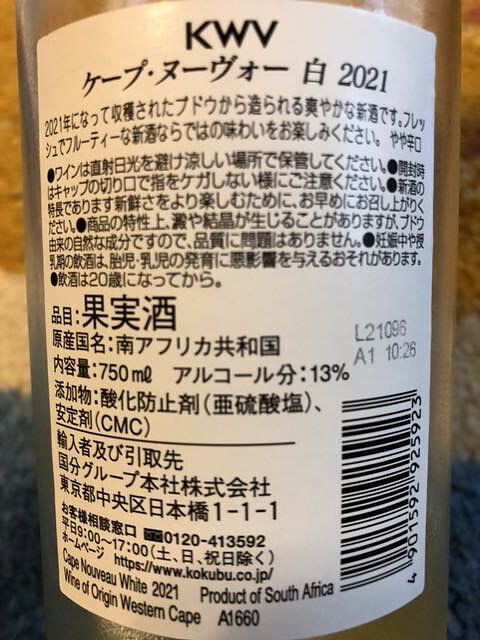 KWV
ケープ・ヌーヴォー 白 2021
2021年になって収穫されたブドウから造られる爽やかな新酒です。フレッ
シュでフルーティーな新酒ならではの味わいをお楽しみください。 やや辛口
●ワインは直射日光を避け涼しい場所で保管してください。●開封時
はキャップの切り口で指をケガしない様にご注意ください。●新酒の
特長であります新鮮さをより楽しむために、お早めにお召し上がりく
ださい。●商品の特性上、澱や結晶が生じることがありますが、ブドウ
由来の自然な成分ですので、品質に問題はありません。●妊娠中や授
乳期の飲酒は、胎児・乳児の発育に悪影響を与えるおそれがあります。
●飲酒は20歳になってから。
品目:果実酒
原産国名:南アフリカ共和国
内容量:750㎖ アルコール分:13%
添加物:酸化防止剤(亜硫酸塩)、
安定剤(CMC)
L21096
A1 10:26
輸入者及び引取先
国分グループ本社株式会社
東京都中央区日本橋1-1-1
お客様相談窓口 0120-413592
平日9:00~17:00(土、日、祝日除く)
ホームページ https://www.kokubu.co.jp/
Cape Nouveau White 2021 Product of South Africa
Wine of Origin Western Cape A1660
4 901592 925923